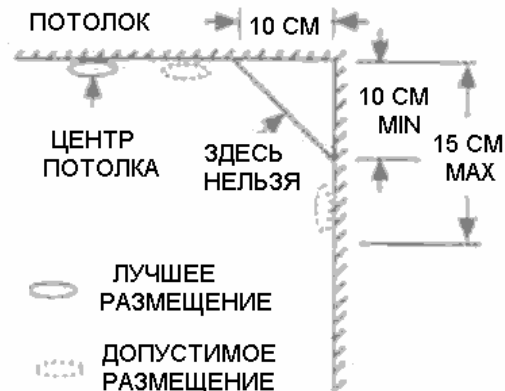 ПОТОЛОК
10 СМ
ЦЕНТР
ПОТОЛКА
ЗДЕСЬ
НЕЛЬЗЯ
10 СМ
MIN
15 СМ
MAX
ЛУЧШЕЕ
РАЗМЕЩЕНИЕ
ДОПУСТИМОЕ
РАЗМЕЩЕНИЕ